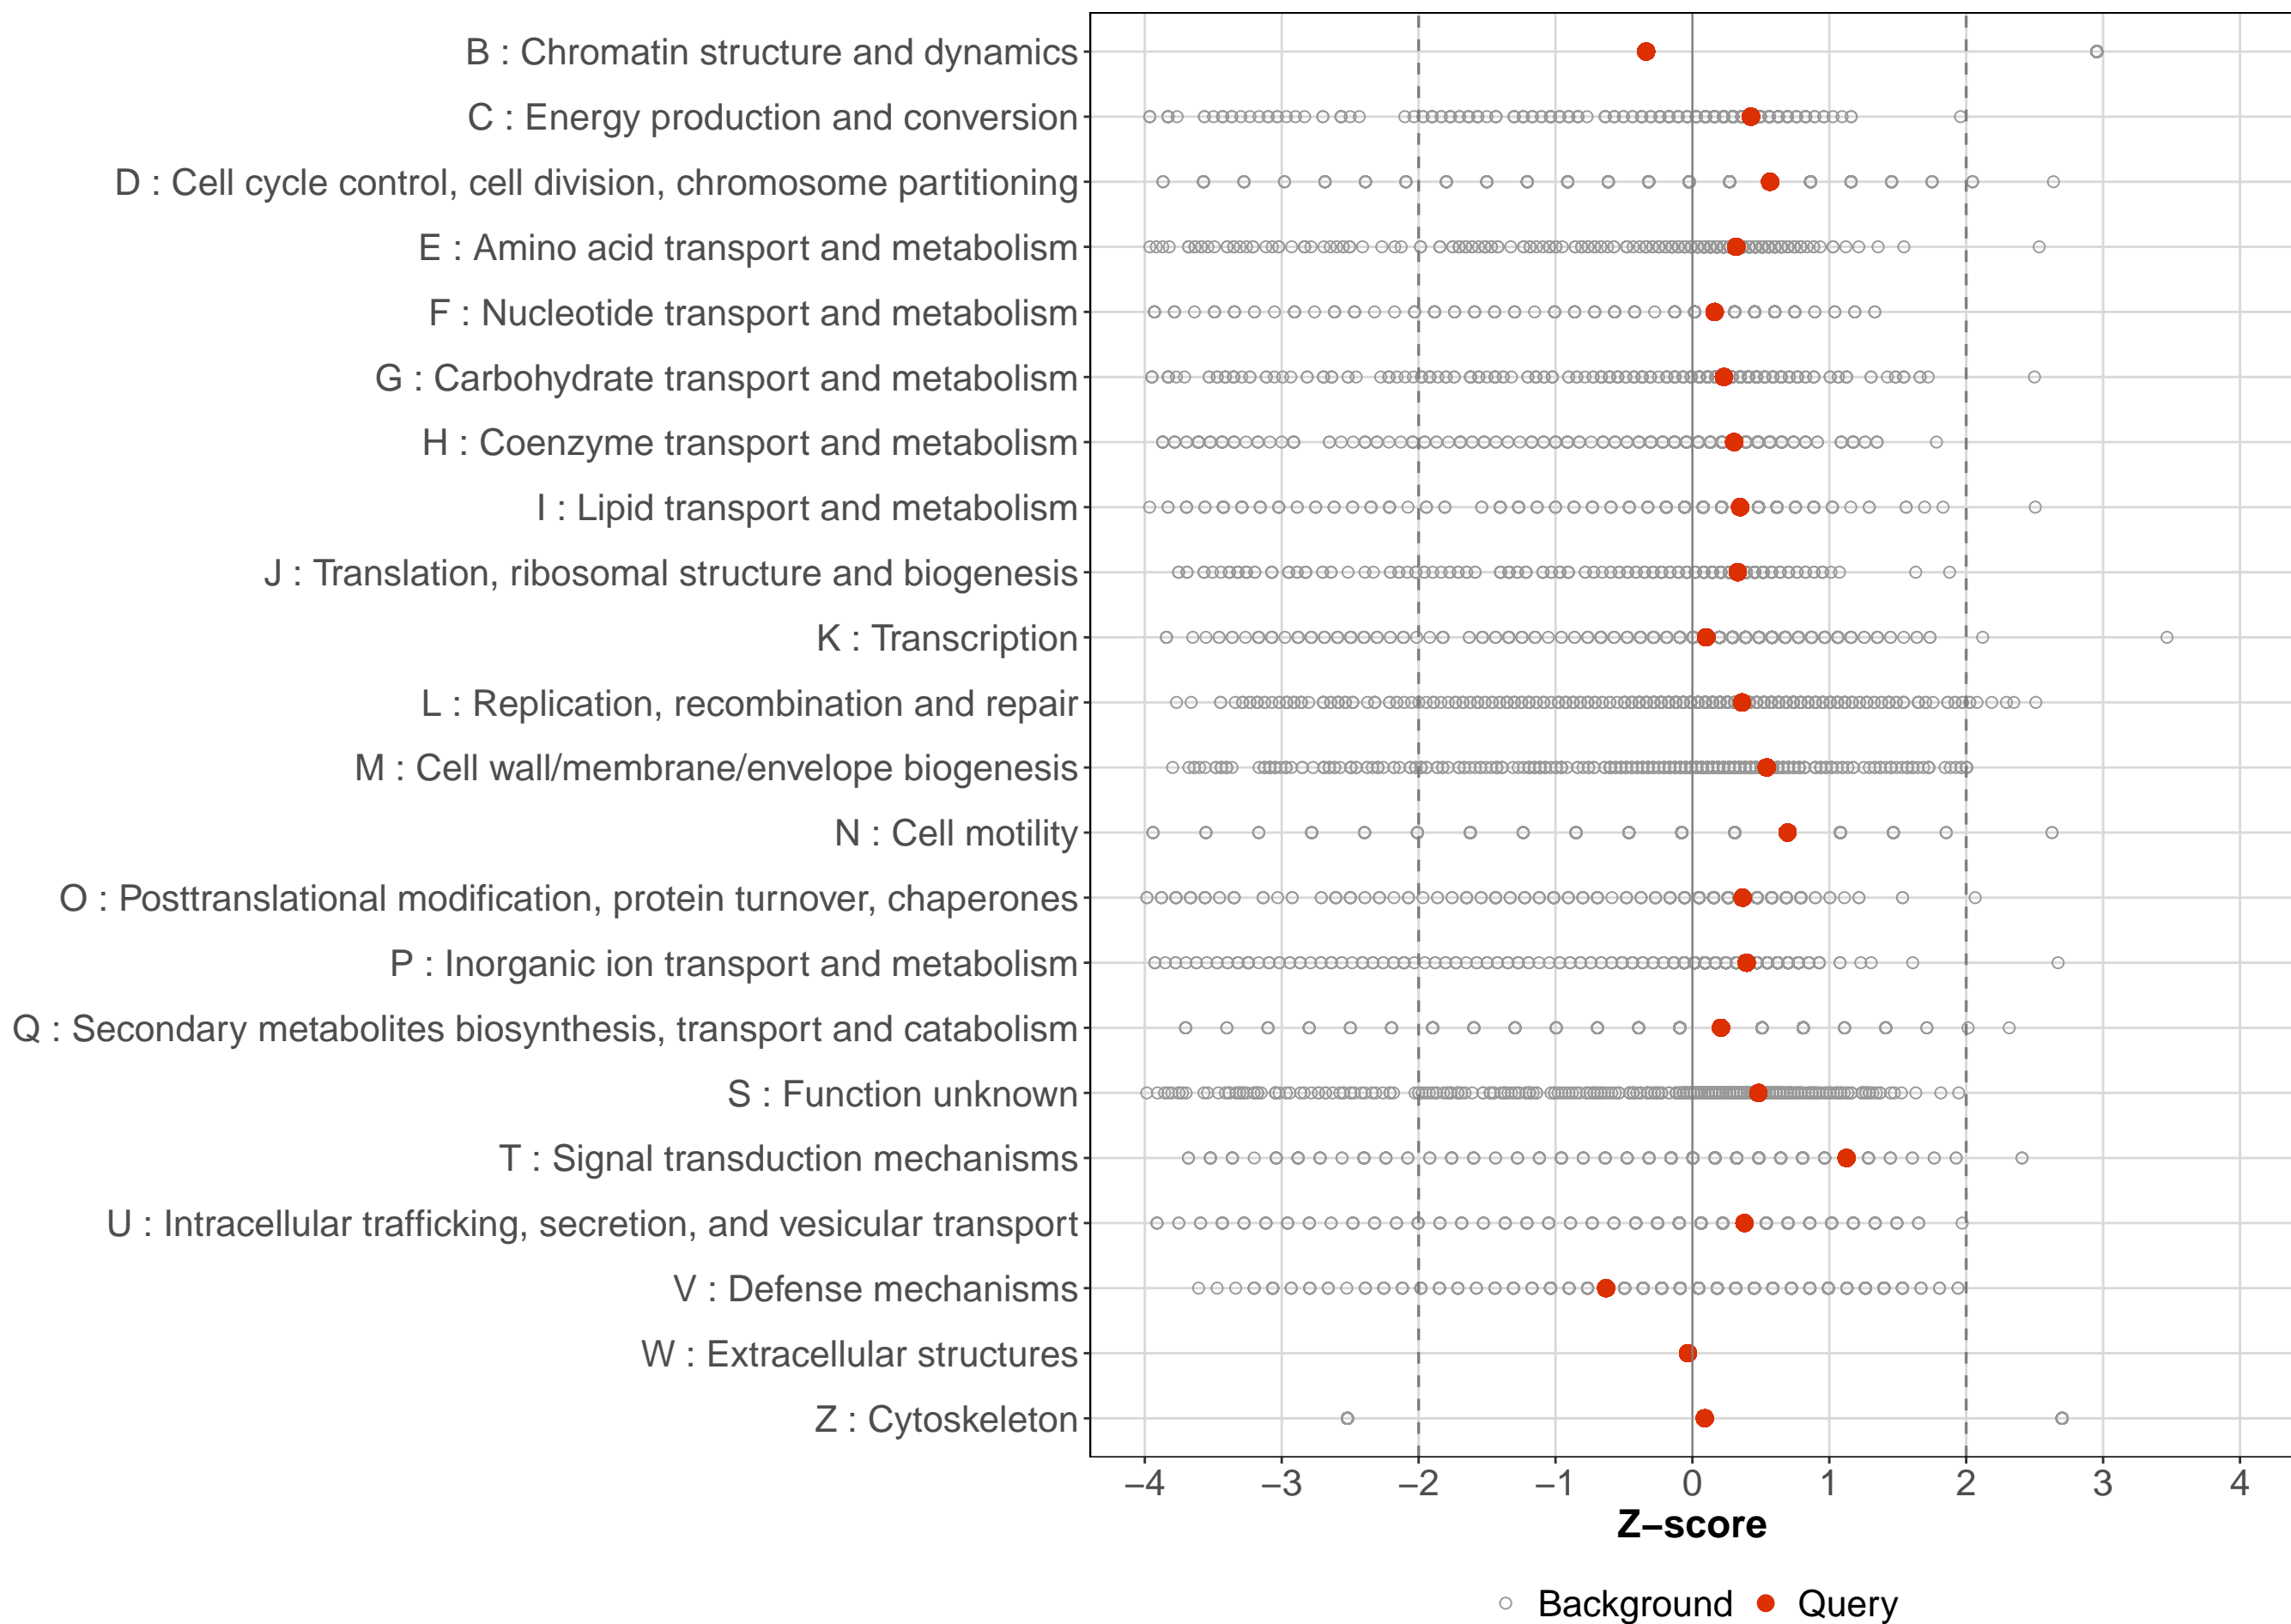 B : Chromatin structure and dynamics
C : Energy production and conversion
D : Cell cycle control, cell division, chromosome partitioning
E : Amino acid transport and metabolism
F : Nucleotide transport and metabolism
G : Carbohydrate transport and metabolism
H : Coenzyme transport and metabolism
I : Lipid transport and metabolism
J : Translation, ribosomal structure and biogenesis
K : Transcription
L : Replication, recombination and repair
M : Cell wall/membrane/envelope biogenesis
N : Cell motility
O : Posttranslational modification, protein turnover, chaperones
P : Inorganic ion transport and metabolism
Q : Secondary metabolites biosynthesis, transport and catabolism
S : Function unknown
T : Signal transduction mechanisms
U : Intracellular trafficking, secretion, and vesicular transport
V : Defense mechanisms
W : Extracellular structures
Z : Cytoskeleton
−4 −3 −2 −1 0 1 2 3 4
Z−score
Background Query